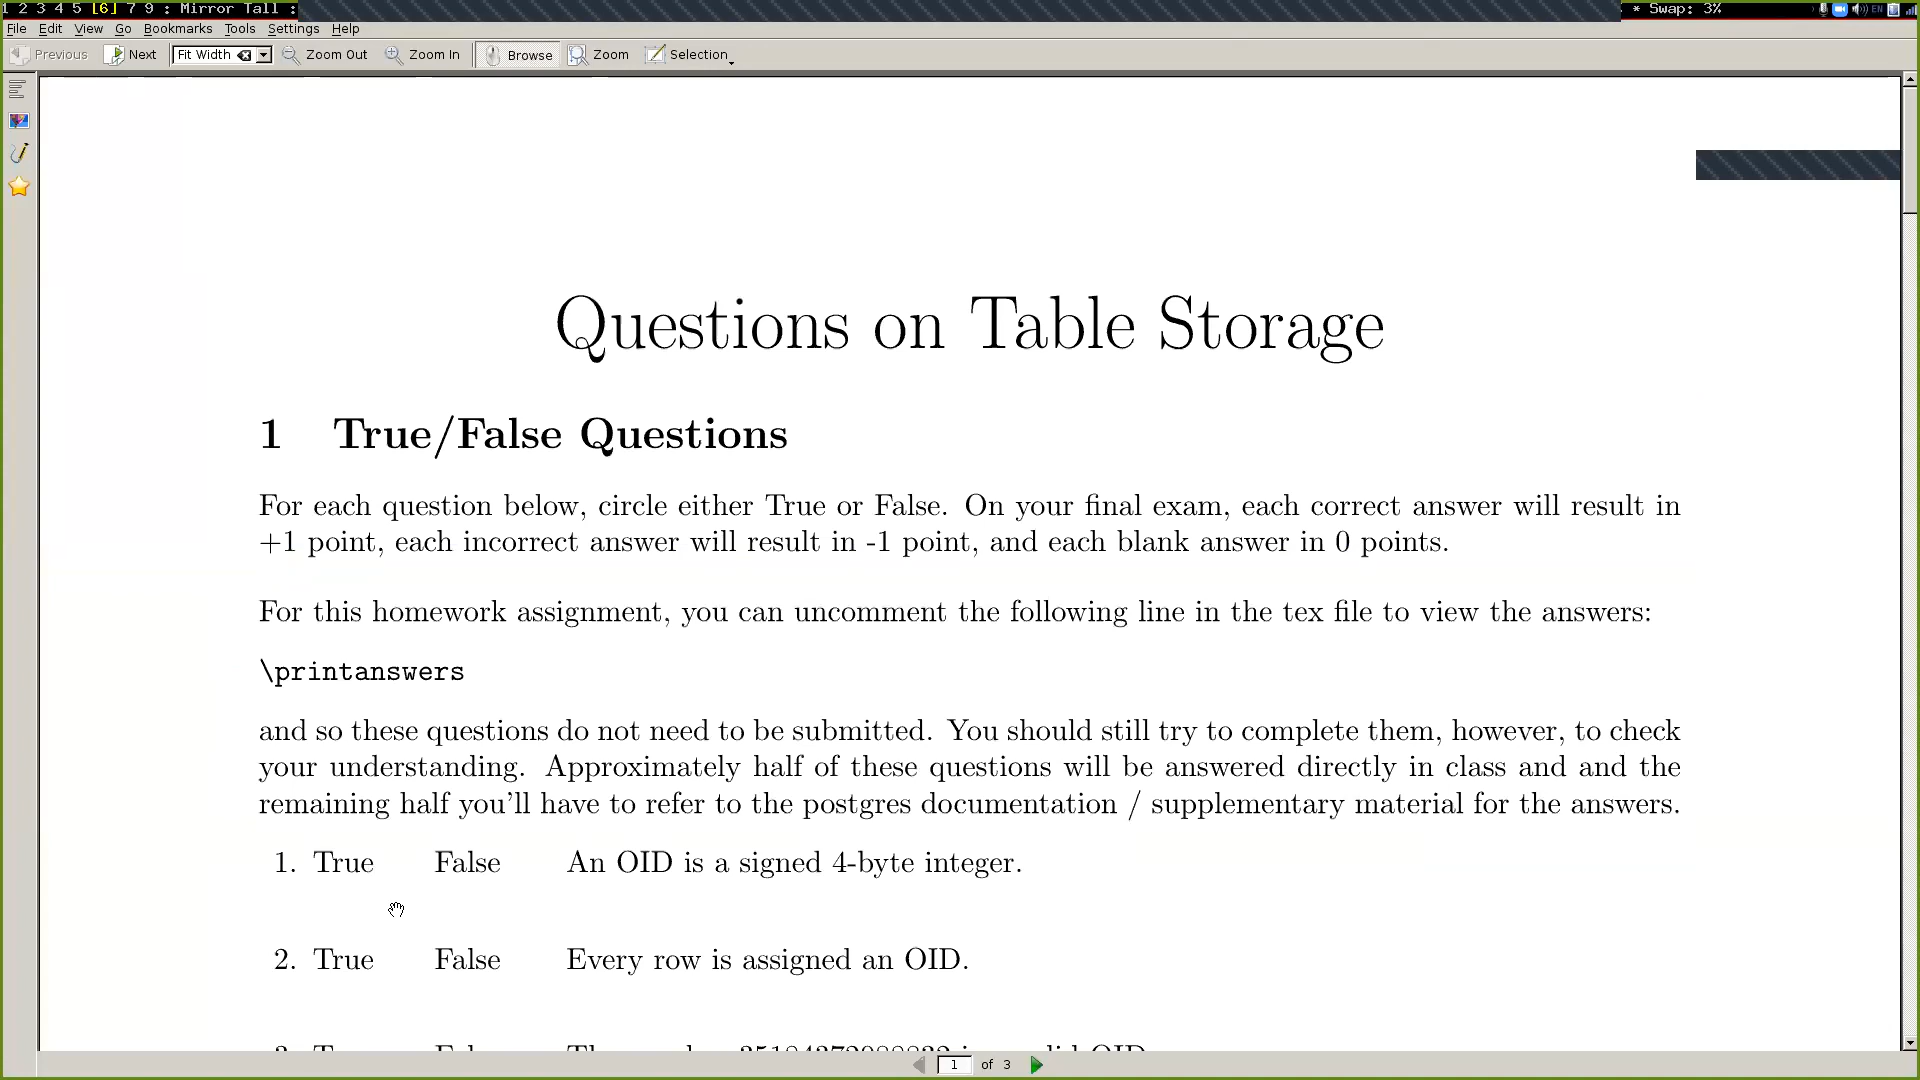 1 2 3 4 5 [6] 7 9 : Mirror Tall :
* Swap: 3%
EN
File Edit View Go Bookmarks Tools Settings Help
Previous Next Fit Width Zoom Out Zoom In Browse Zoom Selection
Questions on Table Storage
1 True/False Questions
For each question below, circle either True or False. On your final exam, each correct answer will result in
+1 point, each incorrect answer will result in -1 point, and each blank answer in 0 points.
For this homework assignment, you can uncomment the following line in the tex file to view the answers:
\printanswers
and so these questions do not need to be submitted. You should still try to complete them, however, to check
your understanding. Approximately half of these questions will be answered directly in class and and the
remaining half you'll have to refer to the postgres documentation / supplementary material for the answers.
1. True False An OID is a signed 4-byte integer.
2. True False Every row is assigned an OID.
1 of 3